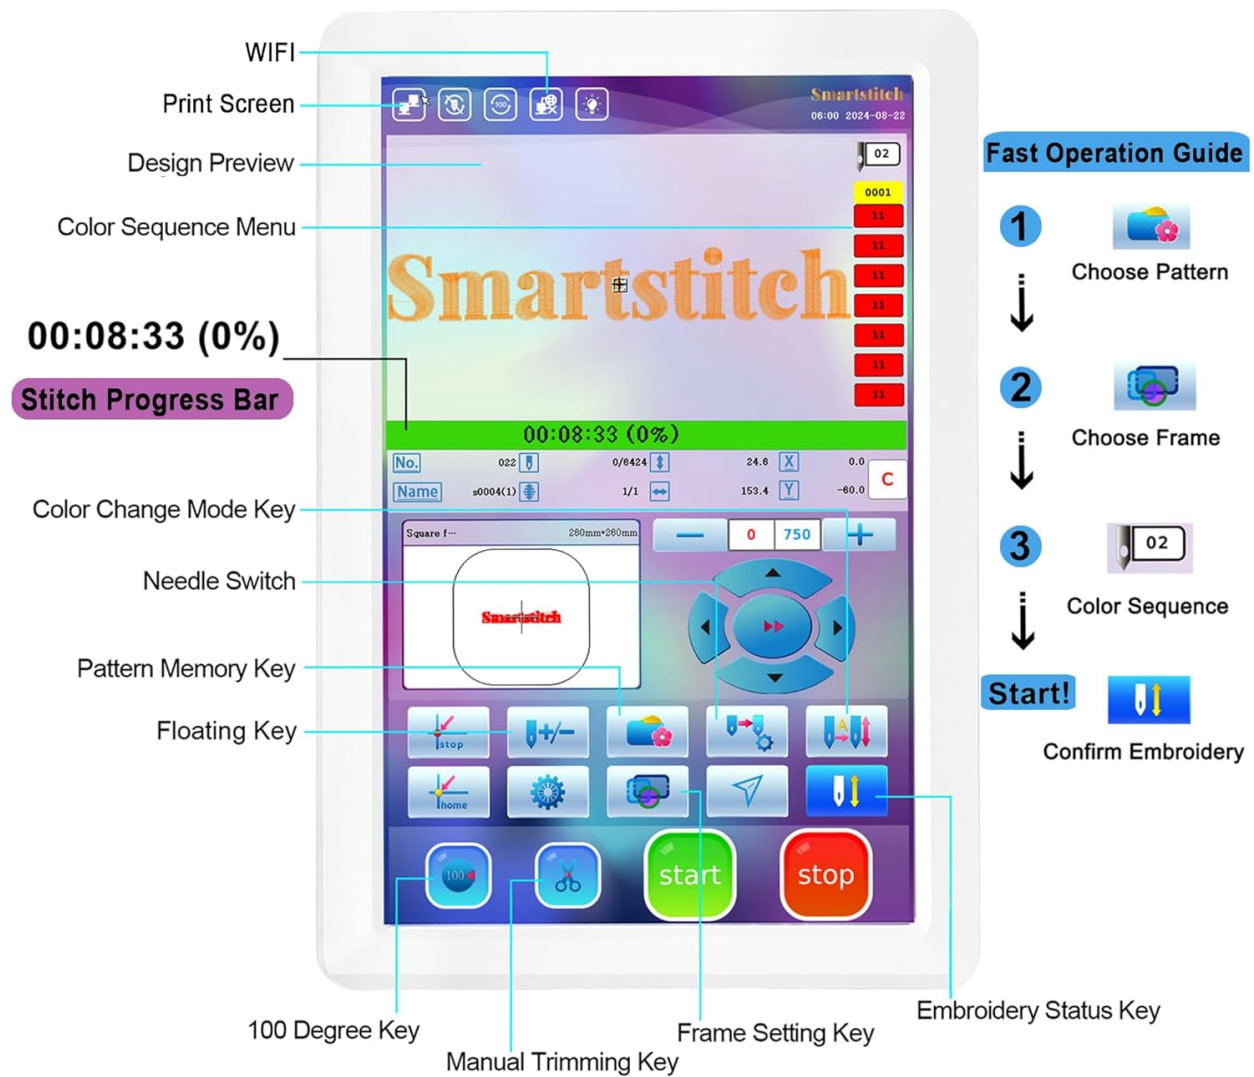 WIFI
Print Screen
Design Preview
Color Sequence Menu
00:08:33 (0%)
Stitch Progress Bar
Color Change Mode Key
Needle Switch
Pattern Memory Key
Floating Key
100
Smartstitch
06:00 2024-08-22
02
0001
11
11
11
11
11
11
11
Smartstitch
00:08:33 (0%)
No. 022 0/6424 24.6 X 0.0
C
Name s0004(1) 1/1 153.4 Y -60.0
Square f··· 260mm*260mm
0 750
Smartstitch
stop
+/-
A
home
100
start
stop
100 Degree Key
Manual Trimming Key
Frame Setting Key
Embroidery Status Key
Fast Operation Guide
1
Choose Pattern
2
Choose Frame
3
02
Color Sequence
Start!
Confirm Embroidery